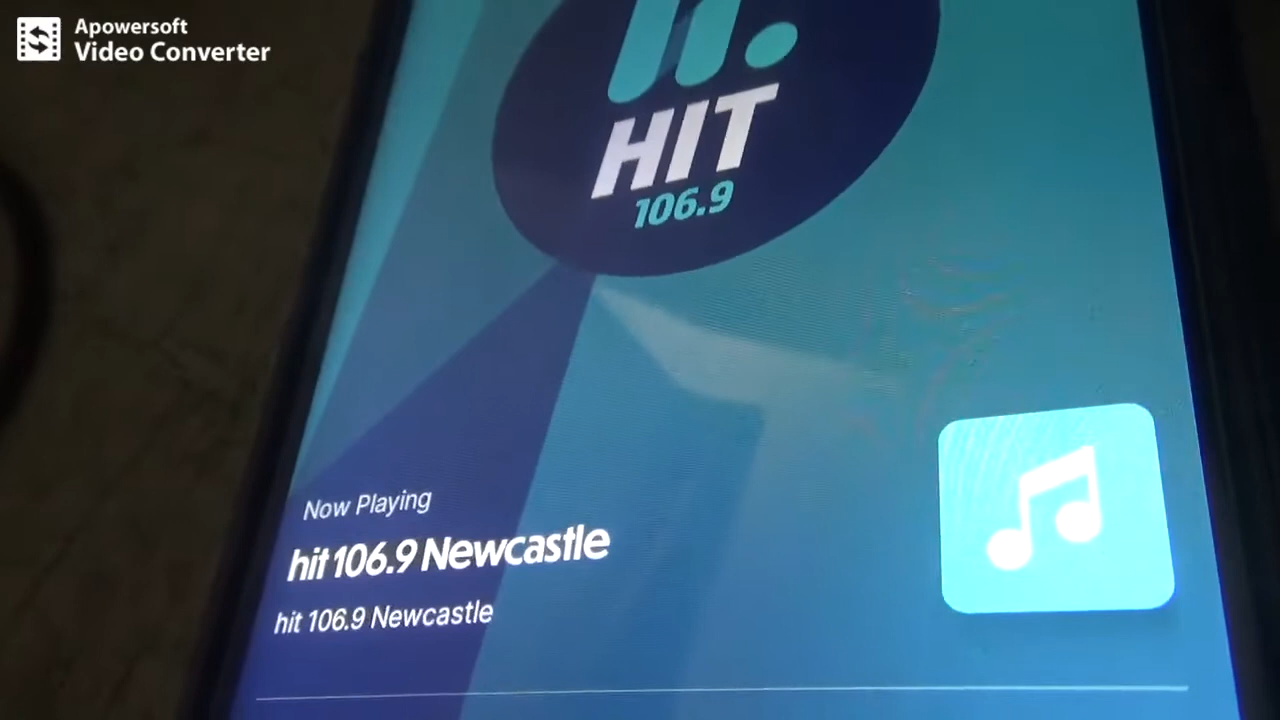 Apowersoft
Video Converter
HIT
106.9
Now Playing
hit 106.9 Newcastle
hit 106.9 Newcastle